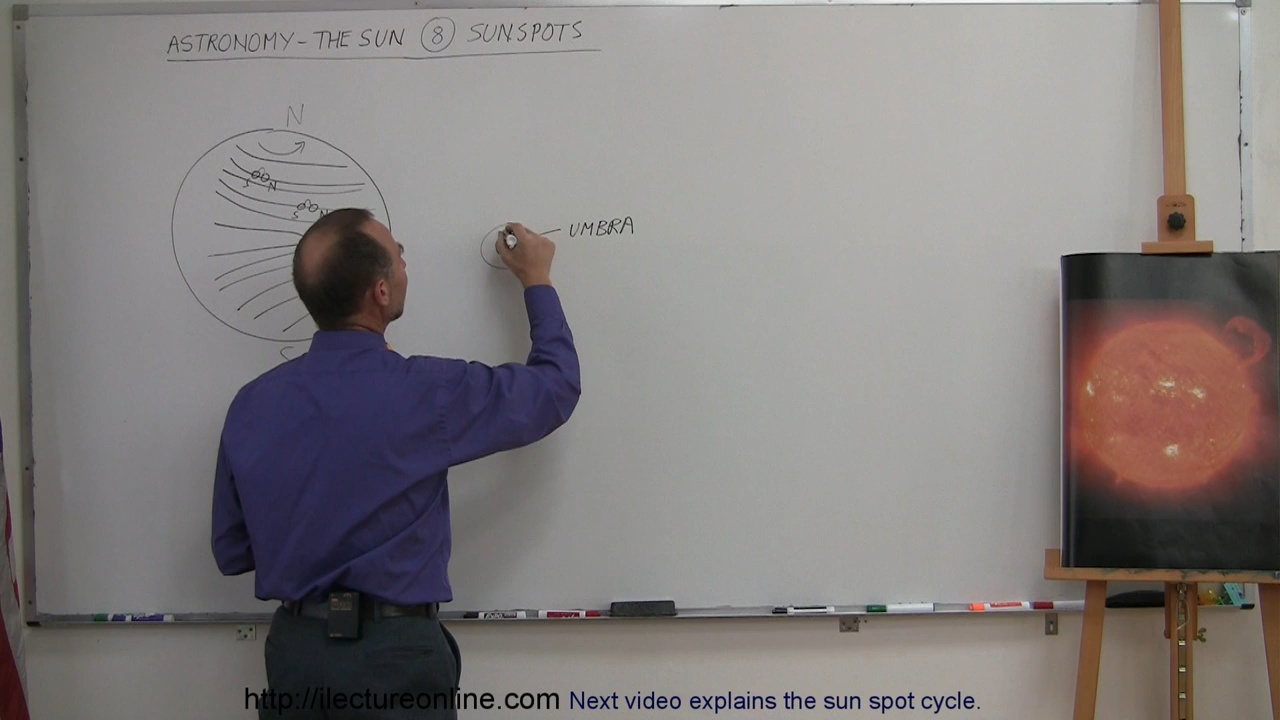 ASTRONOMY - THE SUN 8 SUNSPOTS
N
S N
S N
UMBRA
S
http://ilectureonline.com Next video explains the sun spot cycle.